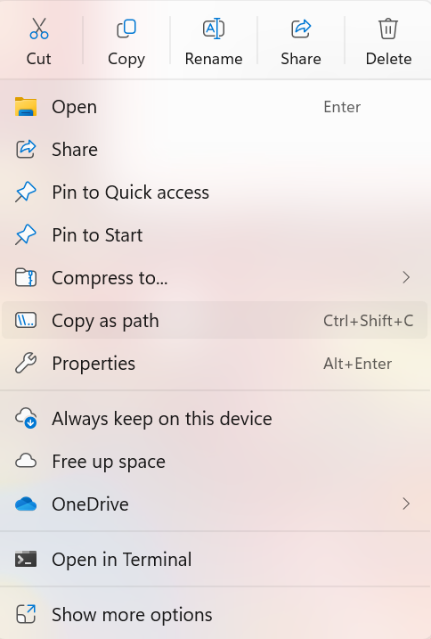 Cut Copy Rename Share Delete
Open Enter
Share
Pin to Quick access
Pin to Start
Compress to...
Copy as path Ctrl+Shift+C
Properties Alt+Enter
Always keep on this device
Free up space
OneDrive
Open in Terminal
Show more options